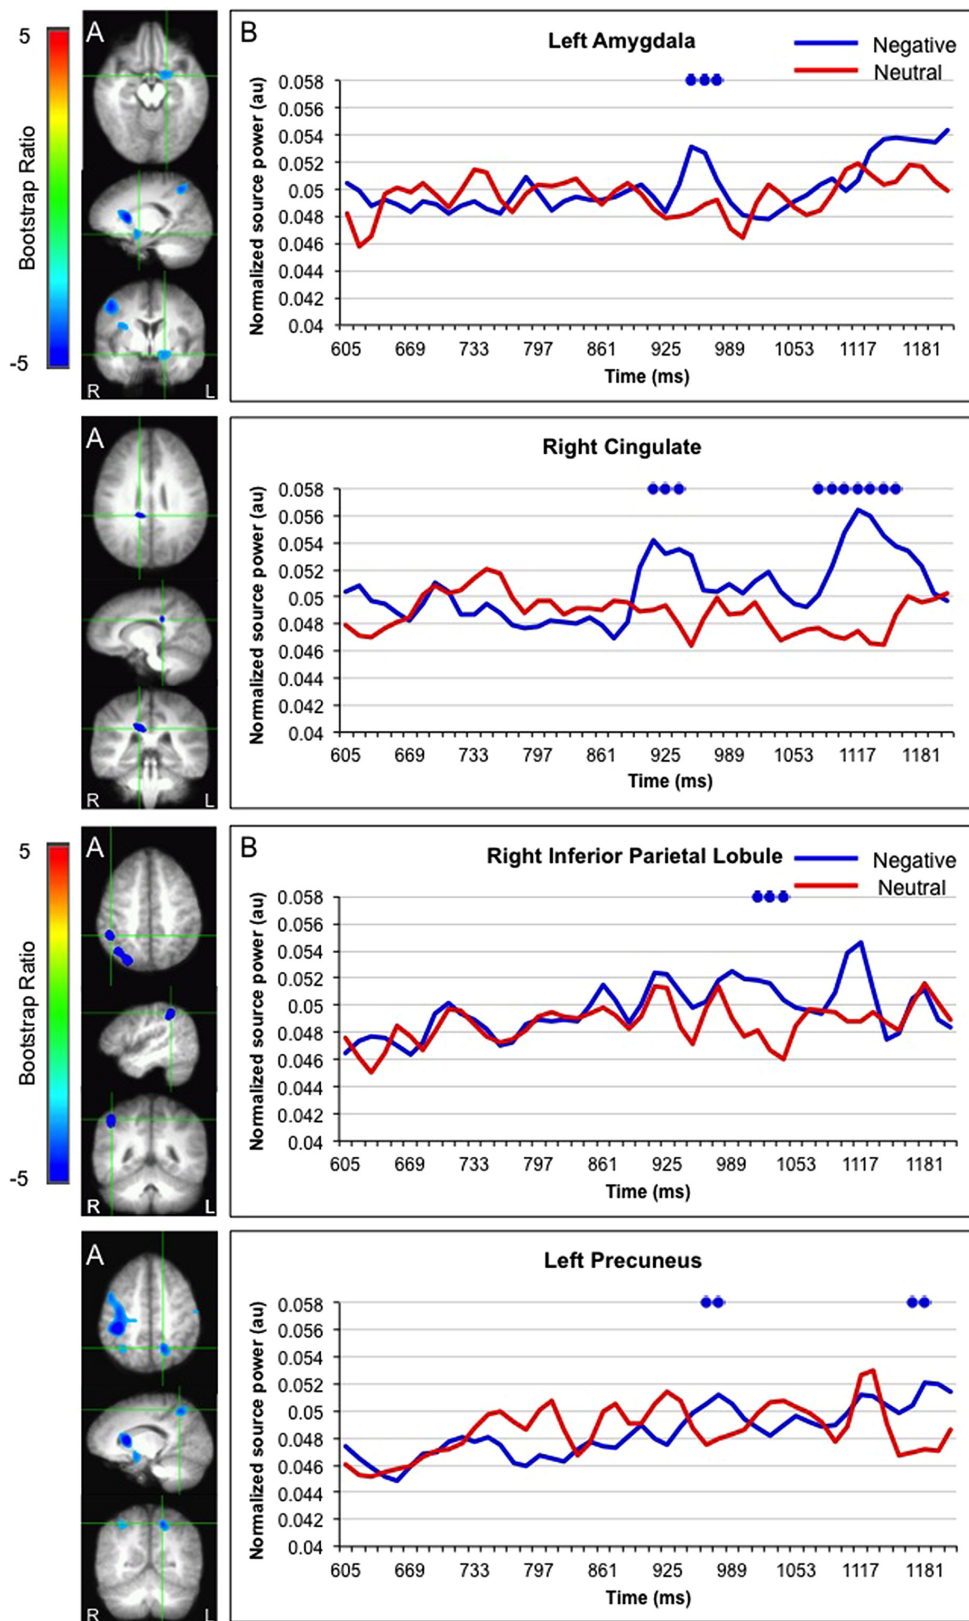 5
Bootstrap Ratio
-5
A
R L
B
Left Amygdala
Negative
Neutral
Normalized source power (au)
0.058
0.056
0.054
0.052
0.05
0.048
0.046
0.044
0.042
0.04
605 669 733 797 861 925 989 1053 1117 1181
Time (ms)
A
R L
Right Cingulate
Normalized source power (au)
0.058
0.056
0.054
0.052
0.05
0.048
0.046
0.044
0.042
0.04
605 669 733 797 861 925 989 1053 1117 1181
Time (ms)
5
Bootstrap Ratio
-5
A
R L
B
Right Inferior Parietal Lobule
Negative
Neutral
Normalized source power (au)
0.058
0.056
0.054
0.052
0.05
0.048
0.046
0.044
0.042
0.04
605 669 733 797 861 925 989 1053 1117 1181
Time (ms)
A
R L
Left Precuneus
Normalized source power (au)
0.058
0.056
0.054
0.052
0.05
0.048
0.046
0.044
0.042
0.04
605 669 733 797 861 925 989 1053 1117 1181
Time (ms)